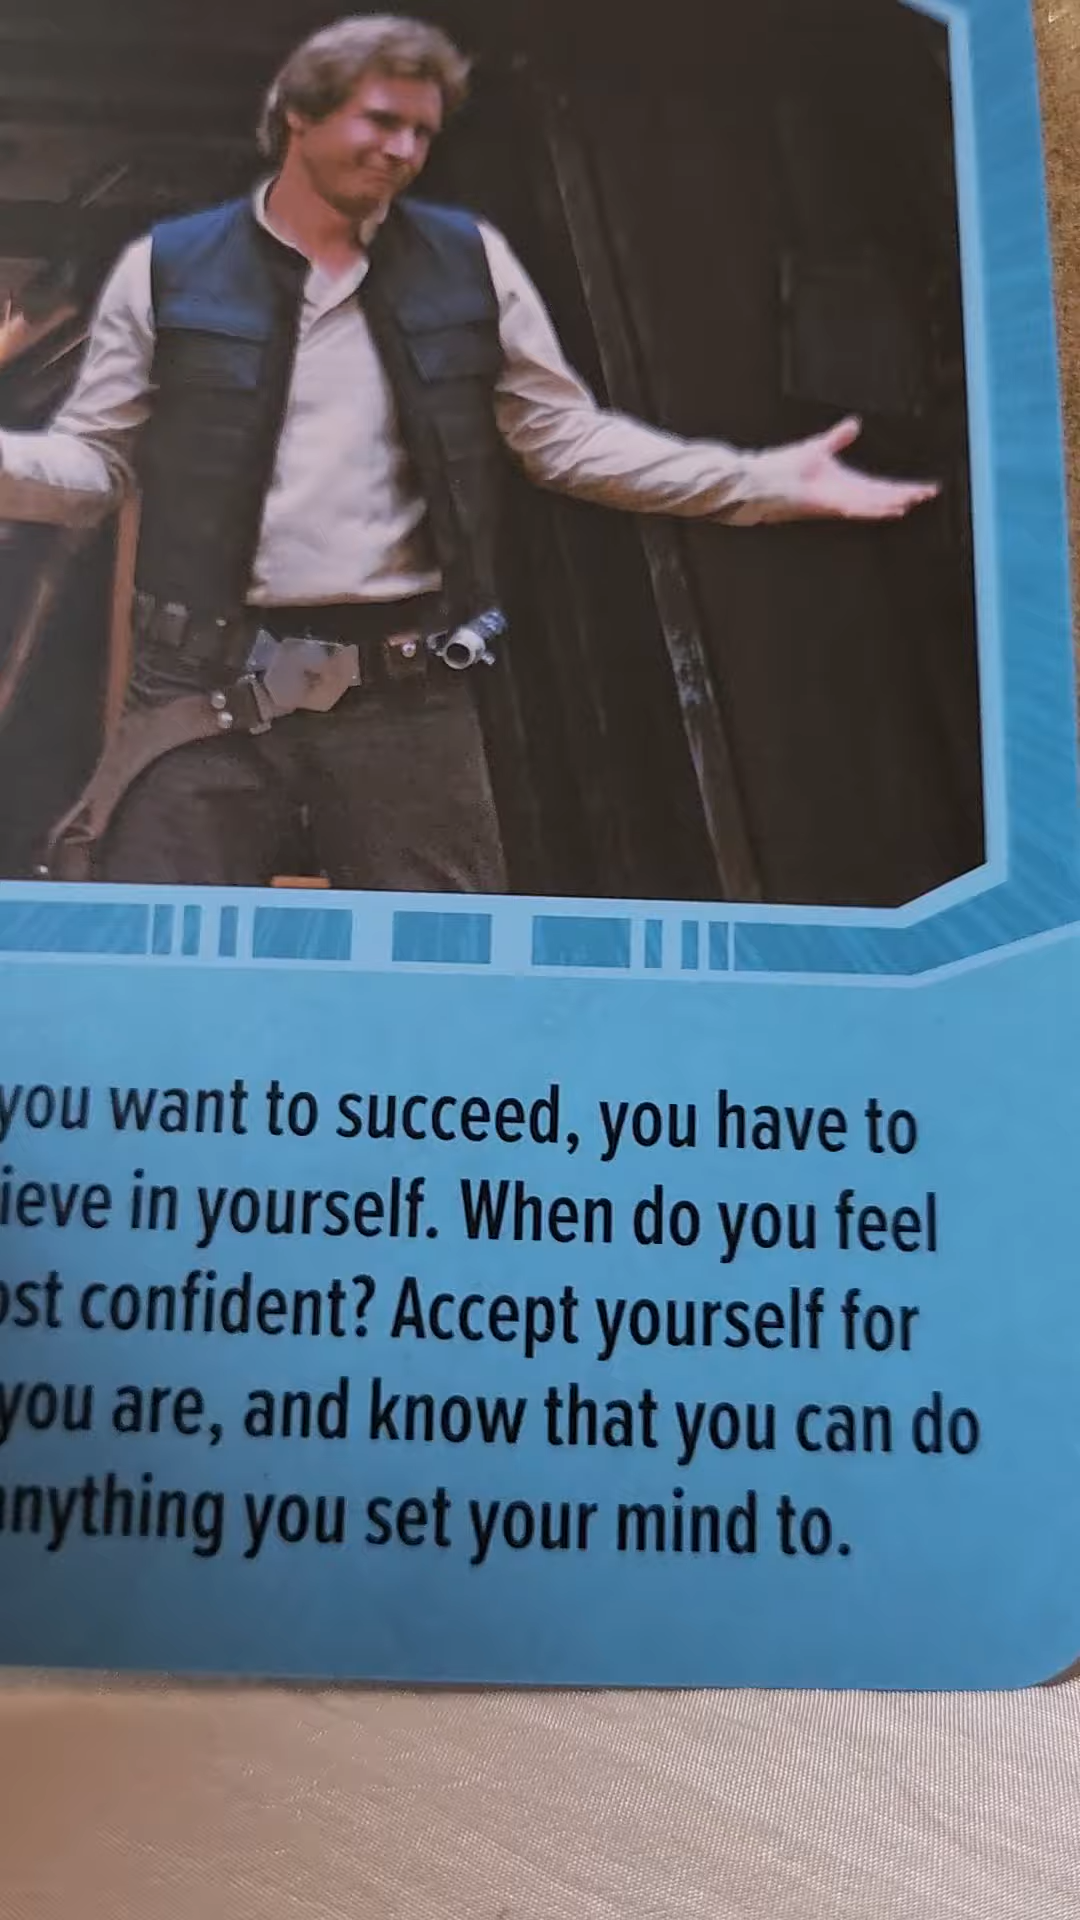 you want to succeed, you have to
ieve in yourself. When do you feel
ost confident? Accept yourself for
you are, and know that you can do
anything you set your mind to.